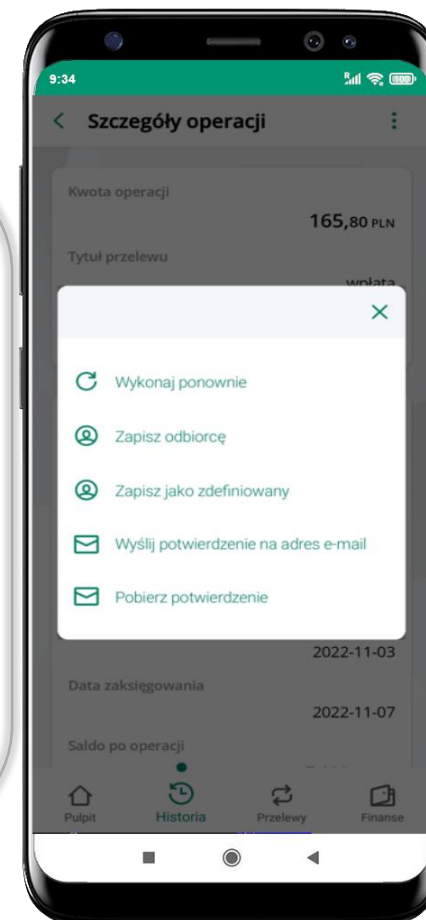 9:34
Szczegóły operacji
Kwota operacji
165,80 PLN
Tytuł przelewu
wpłata
Wykonaj ponownie
Zapisz odbiorcę
Zapisz jako zdefiniowany
Wyślij potwierdzenie na adres e-mail
Pobierz potwierdzenie
2022-11-03
Data zaksięgowania
2022-11-07
Saldo po operacji
Pulpit
Historia
Przelewy
Finanse